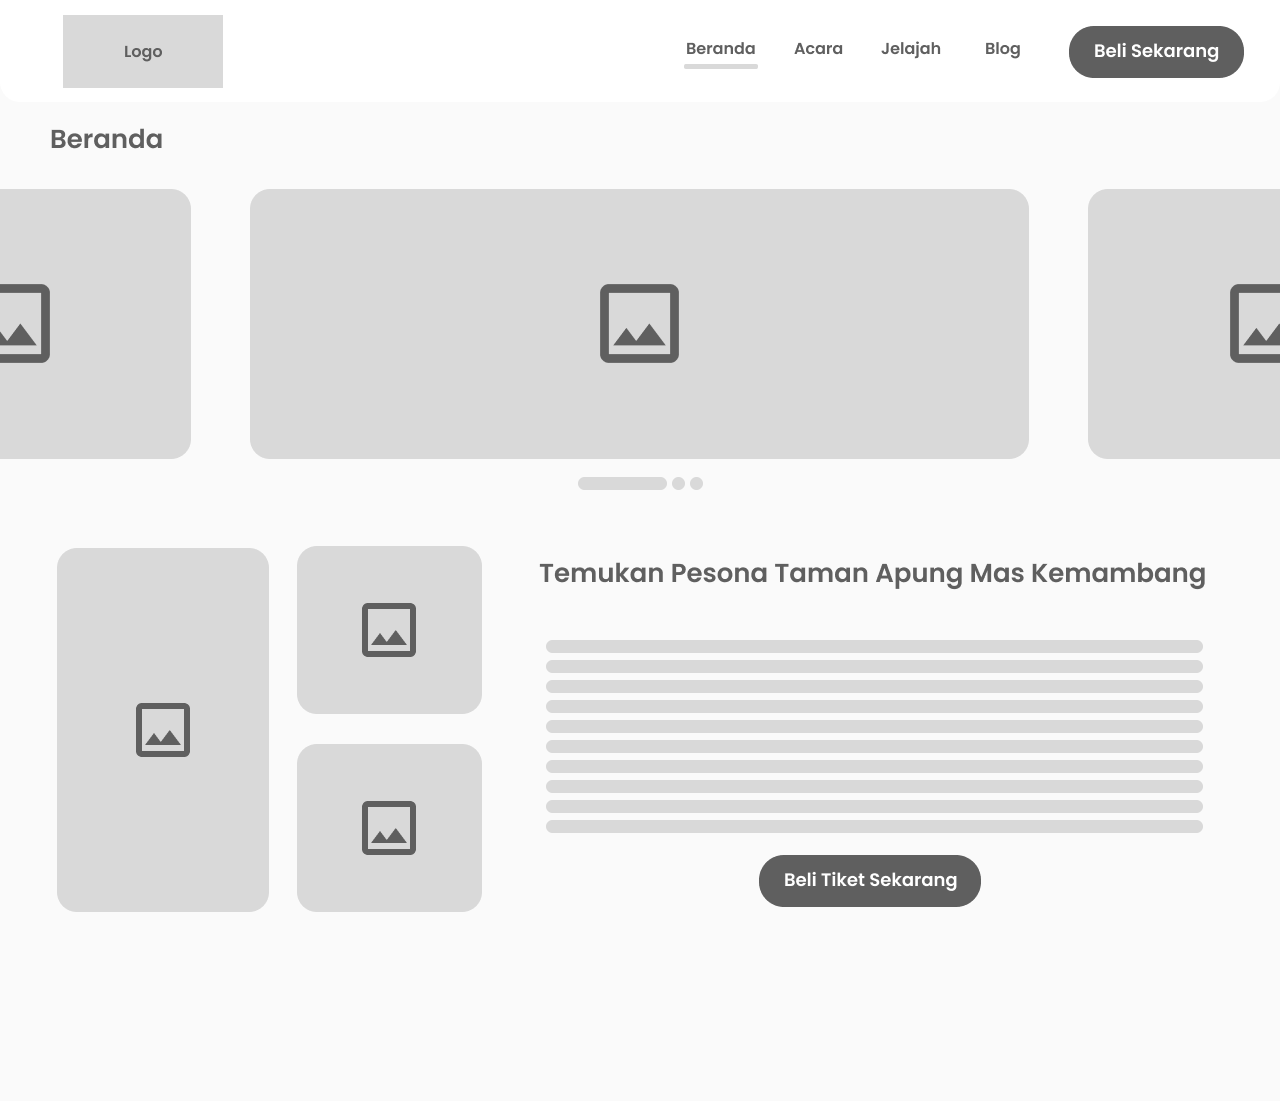 Logo
Beranda
Acara
Jelajah
Blog
Beli Sekarang
Beranda
Temukan Pesona Taman Apung Mas Kemambang
Beli Tiket Sekarang